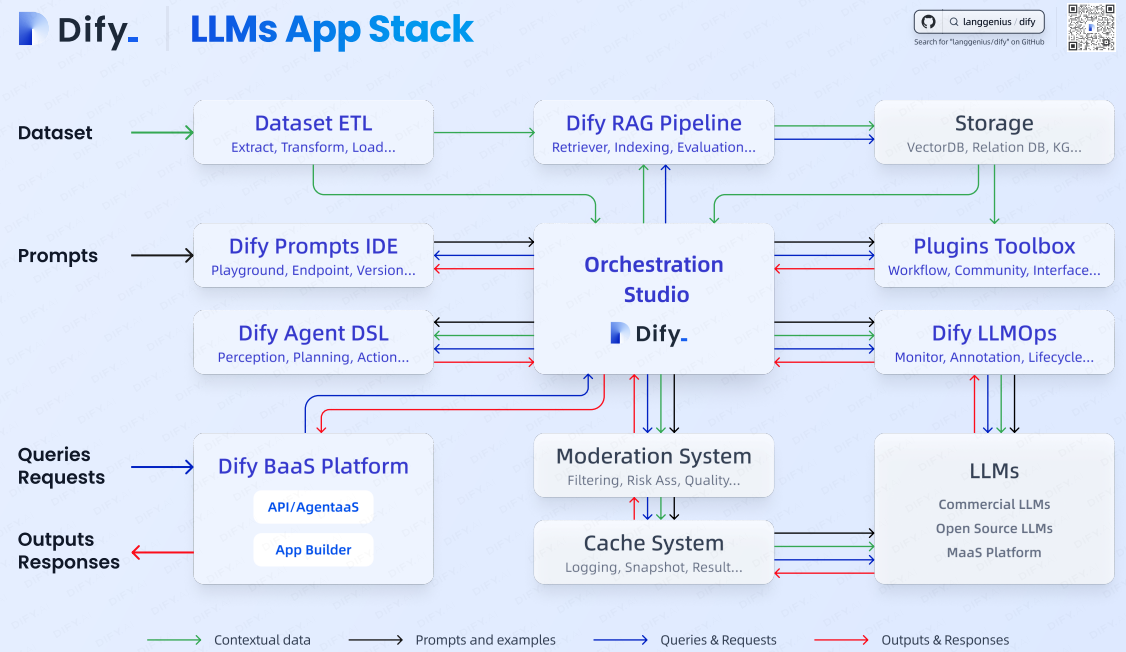 Dify_ LLMs App Stack
langgenius / dify
Search for "langgenius/dify" on GitHub
Dataset
Dataset ETL
Extract, Transform, Load...
Dify RAG Pipeline
Retriever, Indexing, Evaluation...
Storage
VectorDB, Relation DB, KG...
Prompts
Dify Prompts IDE
Playground, Endpoint, Version...
Orchestration
Studio
Dify_
Plugins Toolbox
Workflow, Community, Interface...
Dify Agent DSL
Perception, Planning, Action...
Dify LLMOps
Monitor, Annotation, Lifecycle...
Queries
Requests
Outputs
Responses
Dify BaaS Platform
API/AgentaaS
App Builder
Moderation System
Filtering, Risk Ass, Quality...
Cache System
Logging, Snapshot, Result...
LLMs
Commercial LLMs
Open Source LLMs
MaaS Platform
Contextual data
Prompts and examples
Queries & Requests
Outputs & Responses